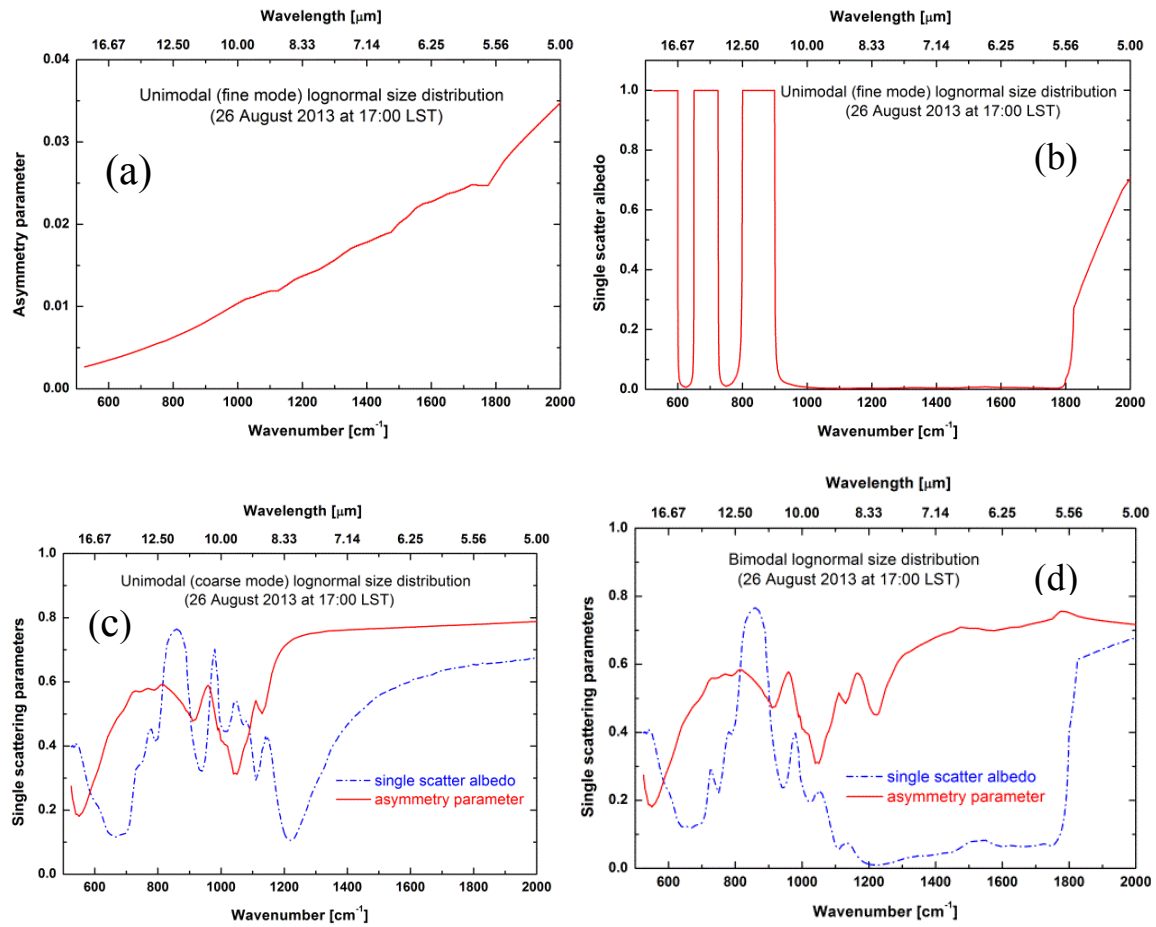 Wavelength [μm]
16.67 12.50 10.00 8.33 7.14 6.25 5.56 5.00
0.04
0.03
0.02
0.01
0.00
Asymmetry parameter
Unimodal (fine mode) lognormal size distribution
(26 August 2013 at 17:00 LST)
(a)
600 800 1000 1200 1400 1600 1800 2000
Wavenumber [cm⁻¹]
Wavelength [μm]
16.67 12.50 10.00 8.33 7.14 6.25 5.56 5.00
1.0
0.8
0.6
0.4
0.2
0.0
Single scatter albedo
Unimodal (fine mode) lognormal size distribution
(26 August 2013 at 17:00 LST)
(b)
600 800 1000 1200 1400 1600 1800 2000
Wavenumber [cm⁻¹]
Wavelength [μm]
16.67 12.50 10.00 8.33 7.14 6.25 5.56 5.00
1.0
0.8
0.6
0.4
0.2
0.0
Single scattering parameters
Unimodal (coarse mode) lognormal size distribution
(26 August 2013 at 17:00 LST)
(c)
single scatter albedo
asymmetry parameter
600 800 1000 1200 1400 1600 1800 2000
Wavenumber [cm⁻¹]
Wavelength [μm]
16.67 12.50 10.00 8.33 7.14 6.25 5.56 5.00
1.0
0.8
0.6
0.4
0.2
0.0
Single scattering parameters
Bimodal lognormal size distribution
(26 August 2013 at 17:00 LST)
(d)
single scatter albedo
asymmetry parameter
600 800 1000 1200 1400 1600 1800 2000
Wavenumber [cm⁻¹]